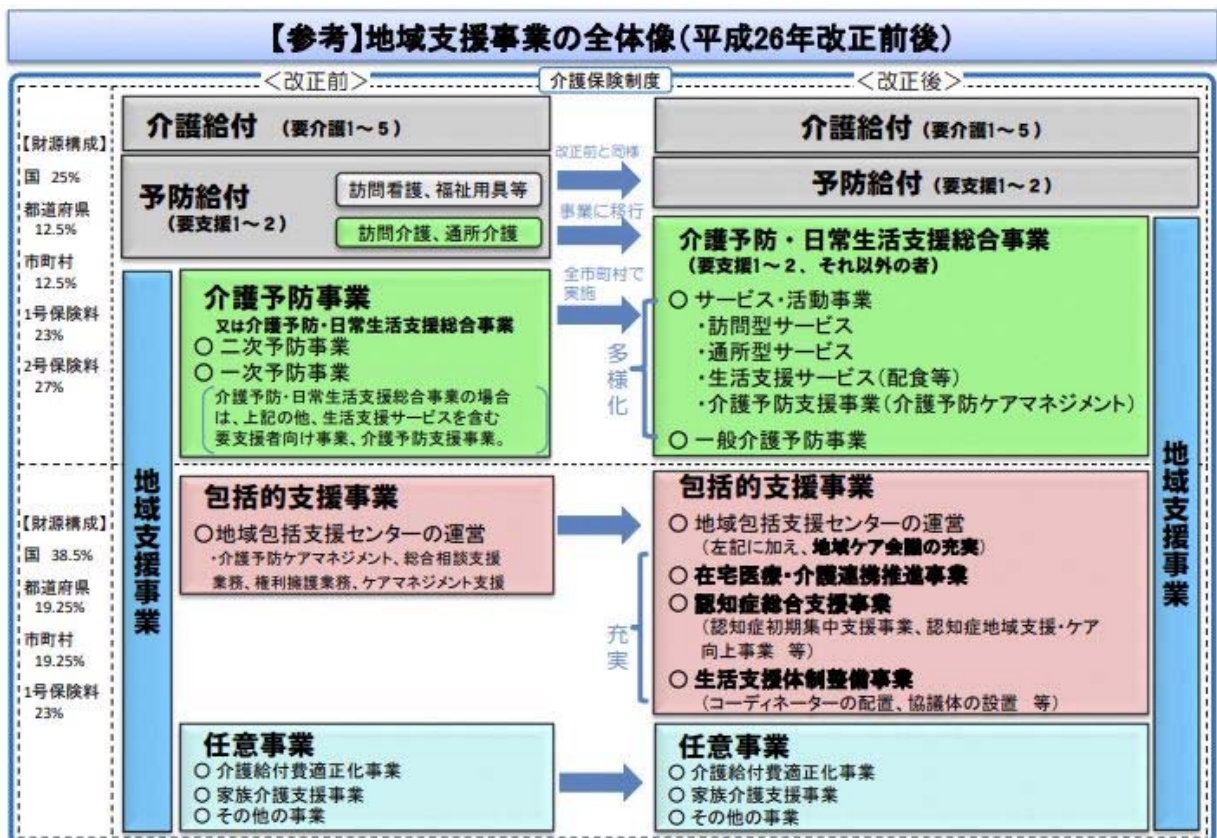 【参考】地域支援事業の全体像(平成26年改正前後)
<改正前>
介護保険制度
<改正後>
【財源構成】
国 25%
都道府県
12.5%
市町村
12.5%
1号保険料
23%
2号保険料
27%
介護給付 (要介護1~5)
予防給付
(要支援1~2)
訪問看護、福祉用具等
訪問介護、通所介護
改正前と同様
事業に移行
全市町村で
実施
介護給付 (要介護1~5)
予防給付 (要支援1~2)
介護予防事業
又は介護予防・日常生活支援総合事業
○ 二次予防事業
○ 一次予防事業
介護予防・日常生活支援総合事業の場合
は、上記の他、生活支援サービスを含む
要支援者向け事業、介護予防支援事業。
多様化
介護予防・日常生活支援総合事業
(要支援1~2、それ以外の者)
○ サービス・活動事業
・訪問型サービス
・通所型サービス
・生活支援サービス(配食等)
・介護予防支援事業(介護予防ケアマネジメント)
○ 一般介護予防事業
【財源構成】
国 38.5%
都道府県
19.25%
市町村
19.25%
1号保険料
23%
地域支援事業
包括的支援事業
○地域包括支援センターの運営
・介護予防ケアマネジメント、総合相談支援
業務、権利擁護業務、ケアマネジメント支援
充実
包括的支援事業
○ 地域包括支援センターの運営
(左記に加え、地域ケア会議の充実)
○ 在宅医療・介護連携推進事業
○ 認知症総合支援事業
(認知症初期集中支援事業、認知症地域支援・ケア
向上事業 等)
○ 生活支援体制整備事業
(コーディネーターの配置、協議体の設置 等)
地域支援事業
任意事業
○ 介護給付費適正化事業
○ 家族介護支援事業
○ その他の事業
任意事業
○ 介護給付費適正化事業
○ 家族介護支援事業
○ その他の事業